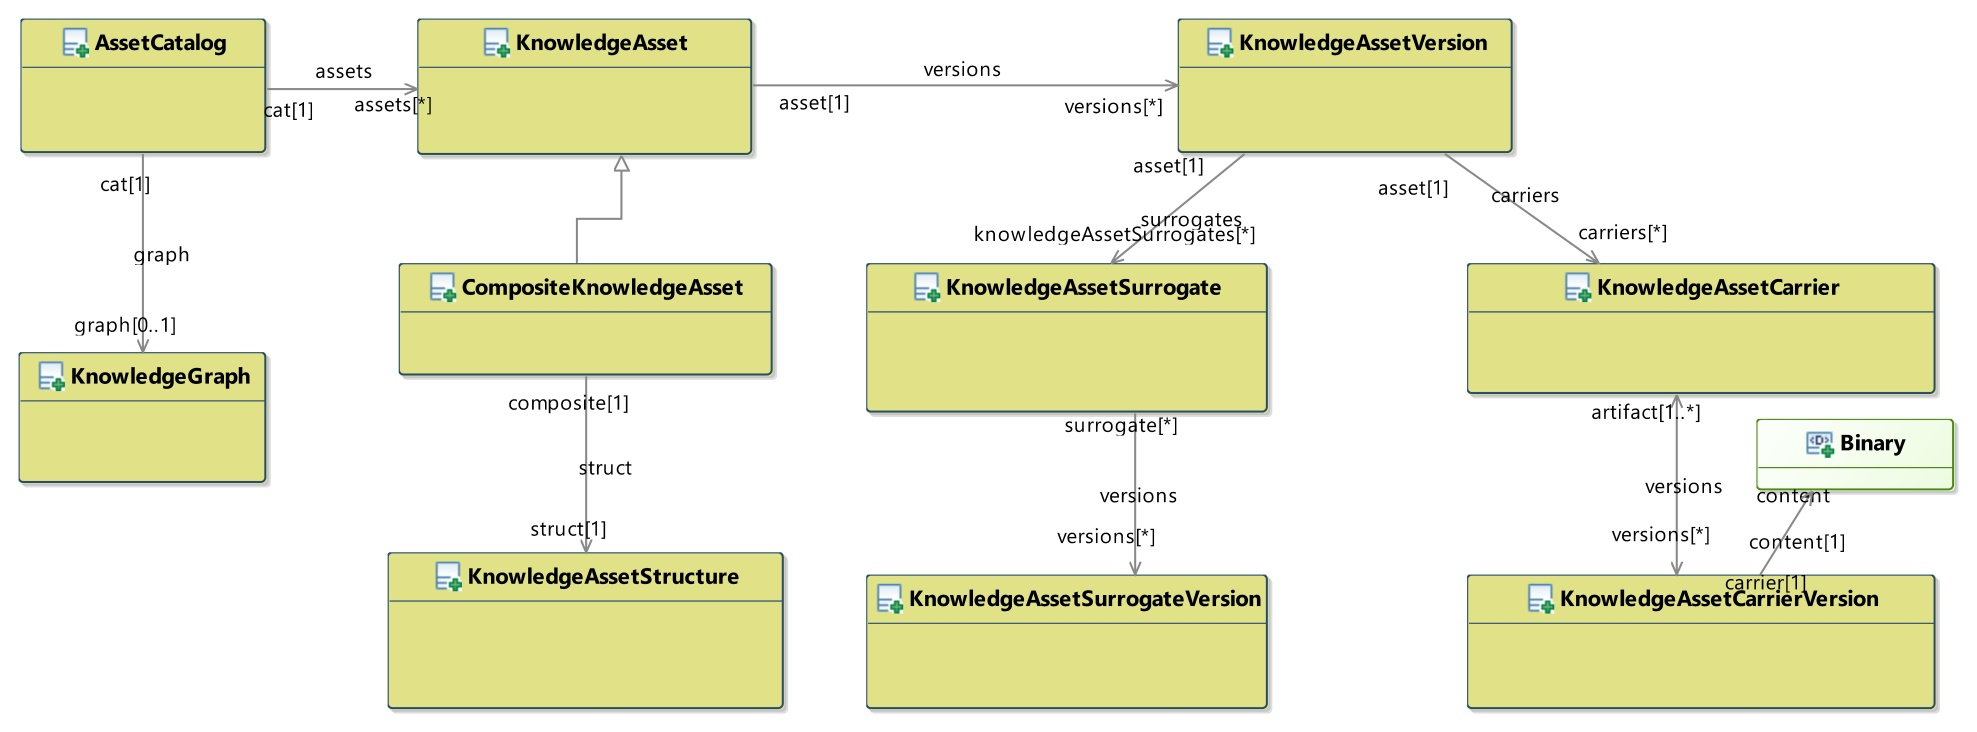 AssetCatalog
KnowledgeAsset
KnowledgeAssetVersion
assets
cat[1]
assets[*]
versions
asset[1]
versions[*]
cat[1]
graph
graph[0..1]
asset[1]
surrogates
knowledgeAssetSurrogates[*]
asset[1]
carriers
carriers[*]
CompositeKnowledgeAsset
KnowledgeAssetSurrogate
KnowledgeAssetCarrier
KnowledgeGraph
composite[1]
struct
struct[1]
surrogate[*]
versions
versions[*]
artifact[1..*]
versions
versions[*]
Binary
content
content[1]
carrier[1]
KnowledgeAssetStructure
KnowledgeAssetSurrogateVersion
KnowledgeAssetCarrierVersion